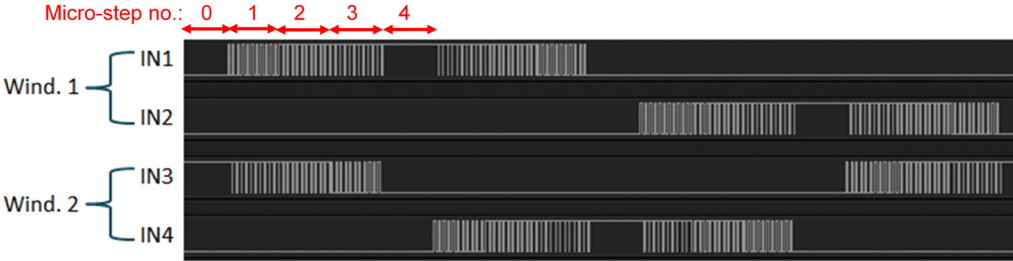 Micro-step no.: 0 1 2 3 4
IN1
Wind. 1
IN2
IN3
Wind. 2
IN4